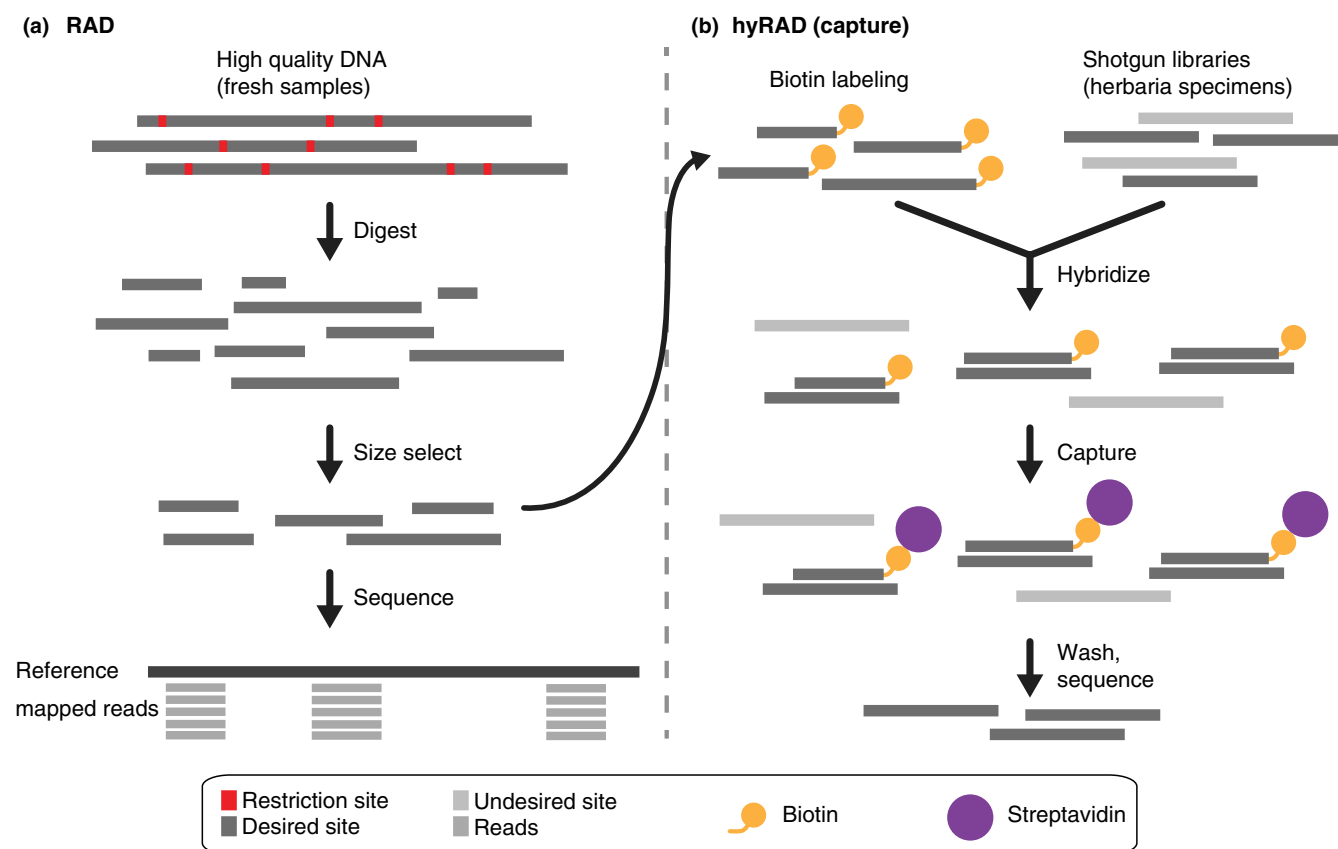 (a) RAD
High quality DNA
(fresh samples)
Digest
Size select
Sequence
Reference
mapped reads
(b) hyRAD (capture)
Biotin labeling
Shotgun libraries
(herbaria specimens)
Hybridize
Capture
Wash,
sequence
Restriction site
Desired site
Undesired site
Reads
Biotin
Streptavidin